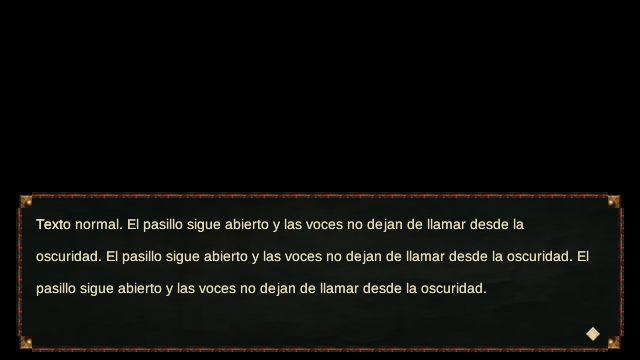 Texto normal. El pasillo sigue abierto y las voces no dejan de llamar desde la
oscuridad. El pasillo sigue abierto y las voces no dejan de llamar desde la oscuridad. El
pasillo sigue abierto y las voces no dejan de llamar desde la oscuridad.